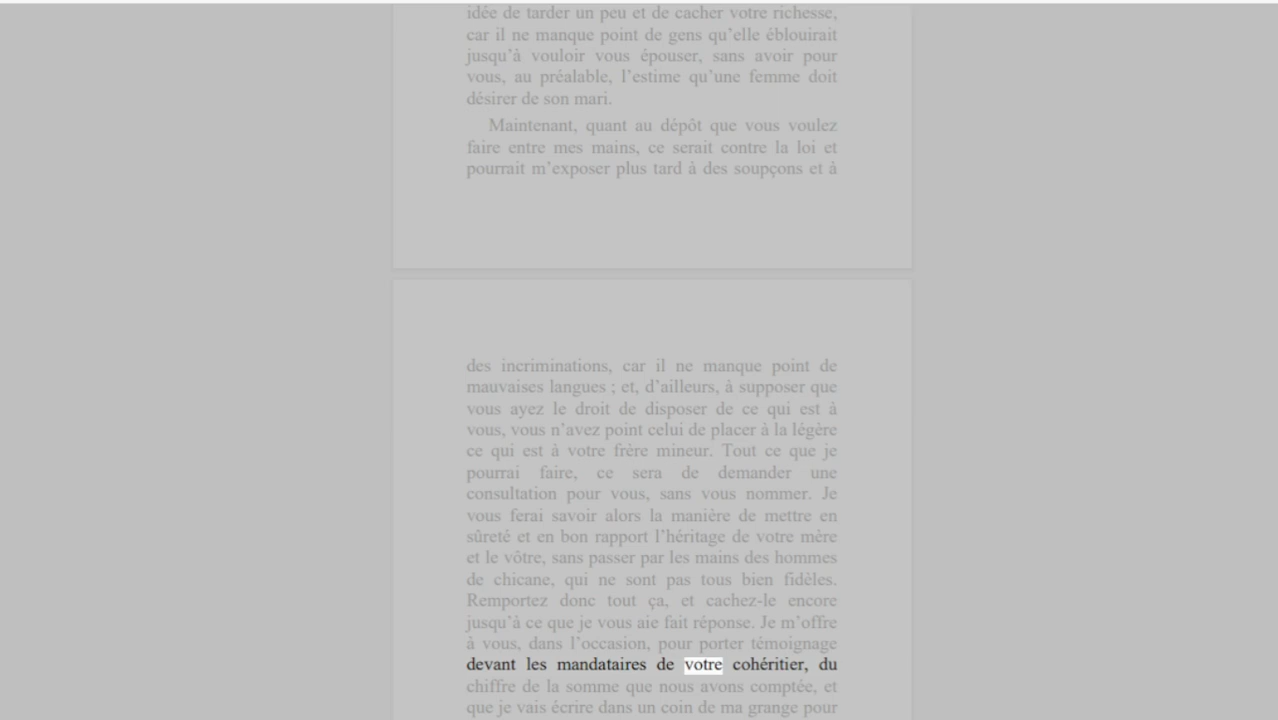 idée de tarder un peu et de cacher votre richesse,
car il ne manque point de gens qu’elle éblouirait
jusqu’à vouloir vous épouser, sans avoir pour
vous, au préalable, l’estime qu’une femme doit
désirer de son mari.
Maintenant, quant au dépôt que vous voulez
faire entre mes mains, ce serait contre la loi et
pourrait m’exposer plus tard à des soupçons et à
des incriminations, car il ne manque point de
mauvaises langues ; et, d’ailleurs, à supposer que
vous ayez le droit de disposer de ce qui est à
vous, vous n’avez point celui de placer à la légère
ce qui est à votre frère mineur. Tout ce que je
pourrai faire, ce sera de demander une
consultation pour vous, sans vous nommer. Je
vous ferai savoir alors la manière de mettre en
sûreté et en bon rapport l’héritage de votre mère
et le vôtre, sans passer par les mains des hommes
de chicane, qui ne sont pas tous bien fidèles.
Remportez donc tout ça, et cachez-le encore
jusqu’à ce que je vous aie fait réponse. Je m’offre
à vous, dans l’occasion, pour porter témoignage
devant les mandataires de votre cohéritier, du
chiffre de la somme que nous avons comptée, et
que je vais écrire dans un coin de ma grange pour